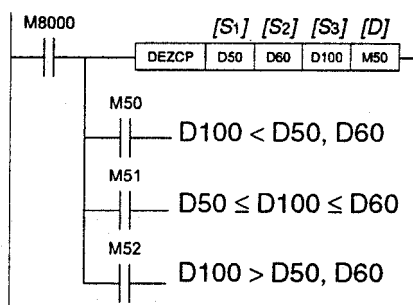 M8000
[S1] [S2] [S3] [D]
DEZCP D50 D60 D100 M50
M50
D100 < D50, D60
M51
D50 ≤ D100 ≤ D60
M52
D100 > D50, D60